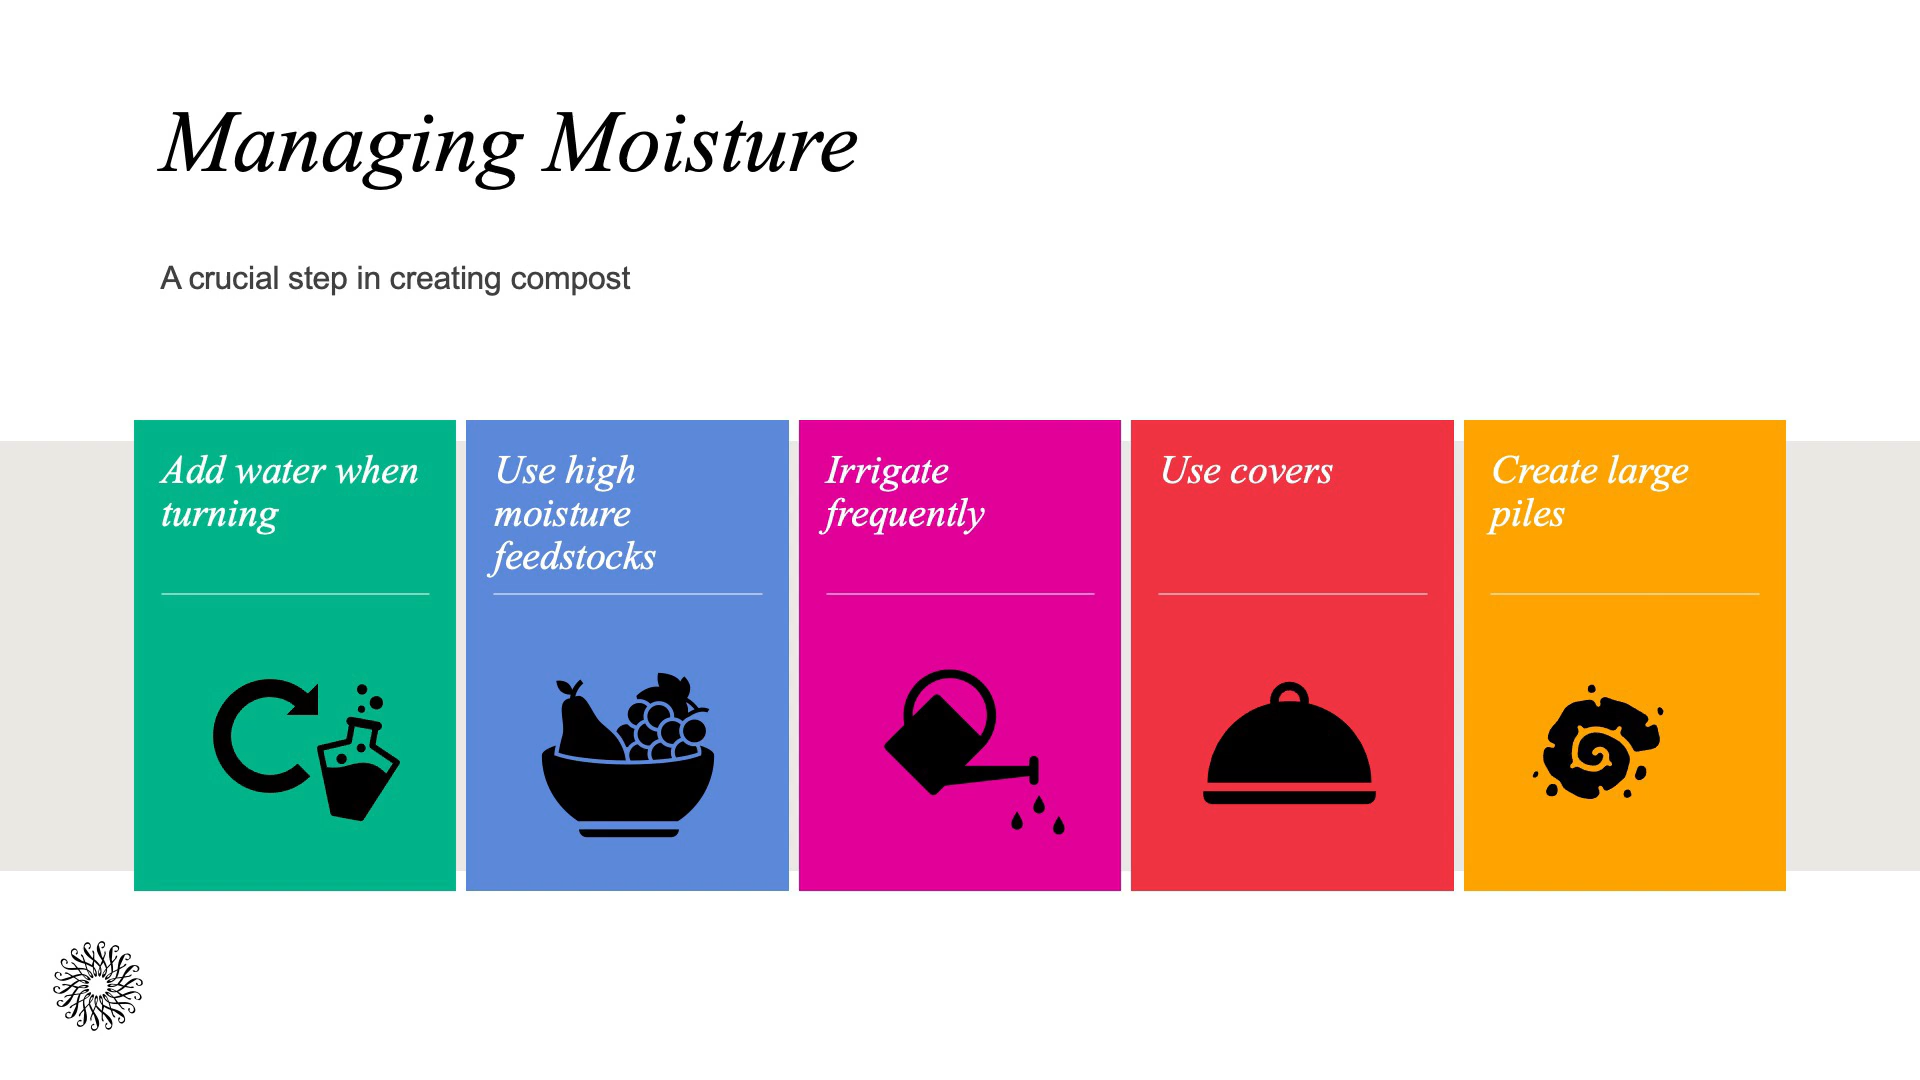 Managing Moisture
A crucial step in creating compost
Add water when
turning
Use high
moisture
feedstocks
Irrigate
frequently
Use covers
Create large
piles